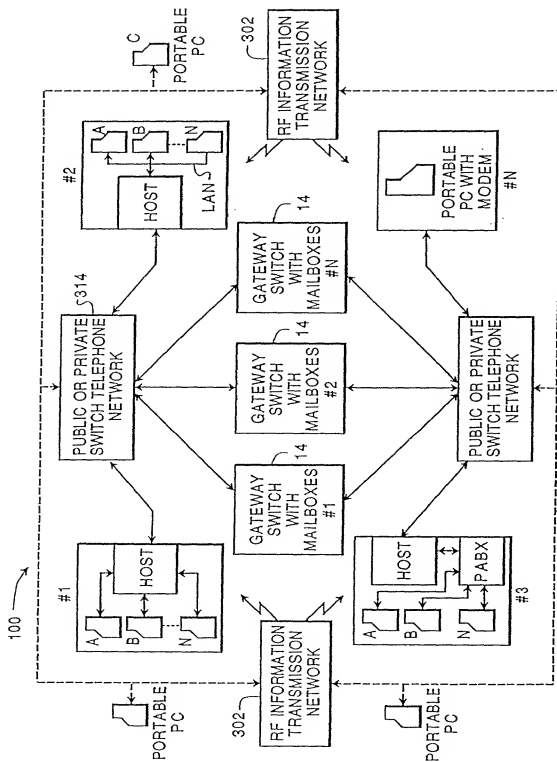 100
#1
A
B
N
HOST
PUBLIC OR PRIVATE
SWITCH TELEPHONE
NETWORK
314
#2
HOST
A
B
N
LAN
C
PORTABLE
PC
PORTABLE
PC
302
RF INFORMATION
TRANSMISSION
NETWORK
14
GATEWAY
SWITCH
WITH
MAILBOXES
#1
14
GATEWAY
SWITCH
WITH
MAILBOXES
#2
14
GATEWAY
SWITCH
WITH
MAILBOXES
#N
302
RF INFORMATION
TRANSMISSION
NETWORK
PORTABLE
PC
A
B
N
HOST
PABX
#3
PUBLIC OR PRIVATE
SWITCH TELEPHONE
NETWORK
PORTABLE
PC WITH
MODEM
#N